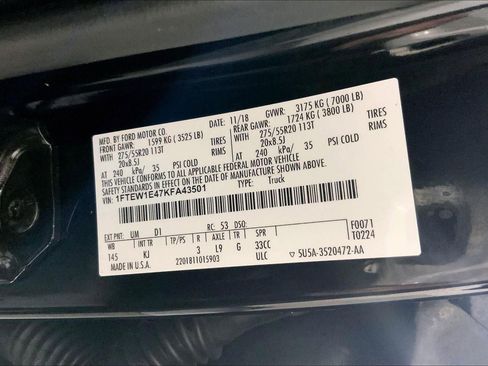 MFD. BY FORD MOTOR CO.
DATE: 11/18 GVWR: 3175 KG ( 7000 LB)
FRONT GAWR: 1599 KG ( 3525 LB) REAR GAWR: 1724 KG ( 3800 LB)
WITH 275/55R20 113T TIRES WITH 275/55R20 113T TIRES
20x8.5J RIMS 20x8.5J RIMS
AT 240 kPa/ 35 PSI COLD AT 240 kPa/ 35 PSI COLD
THIS VEHICLE CONFORMS TO ALL APPLICABLE FEDERAL MOTOR VEHICLE
SAFETY STANDARDS IN EFFECT ON THE DATE OF MANUFACTURE SHOWN ABOVE.
VIN: 1FTEW1E47KFA43501
TYPE: Truck
F0071
T0224
EXT PNT: UM D1 RC: 53 DSO:
WB BRK INT TR TP/PS R AXLE TR SPR
145 KJ 3 L9 G 33CC
2201811015903 ULC 5U5A-3520472-AA